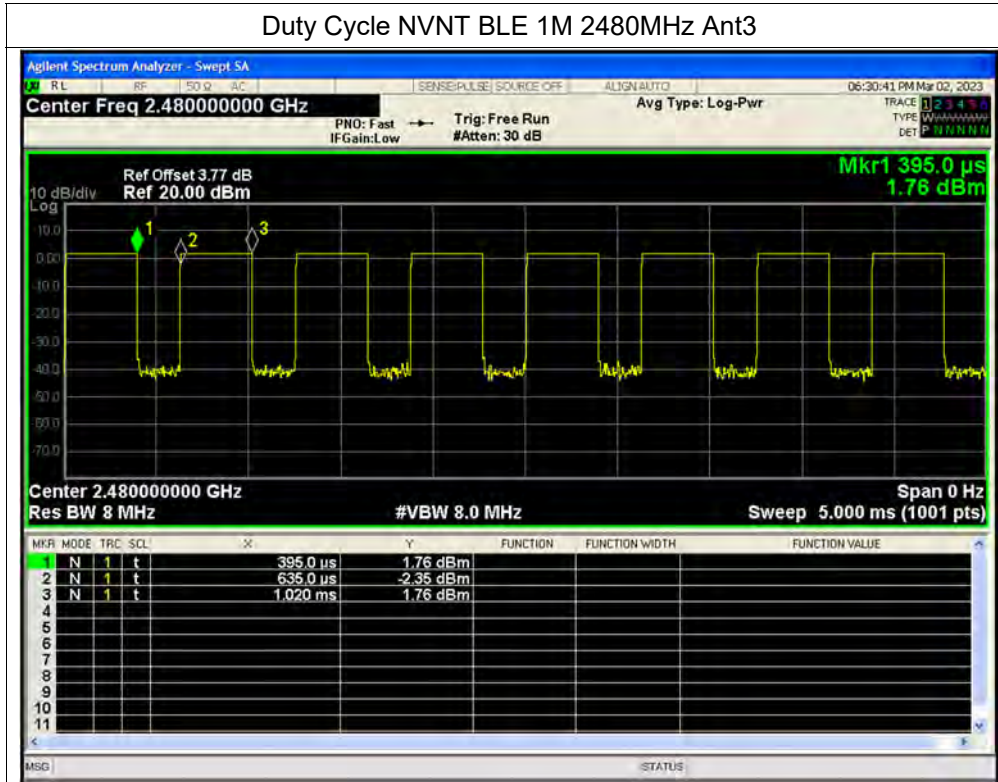 Duty Cycle NVNT BLE 1M 2480MHz Ant3
Agilent Spectrum Analyzer - Swept SA
RL RF 50 Ω AC SENSE:PULSE SOURCE OFF ALIGN AUTO 06:30:41 PM Mar 02, 2023
Center Freq 2.480000000 GHz
PNO: Fast
IFGain:Low
Trig: Free Run
#Atten: 30 dB
Avg Type: Log-Pwr
TRACE 1 2 3 4 5 6
TYPE W
DET P N N N N N
Mkr1 395.0 µs
1.76 dBm
Ref Offset 3.77 dB
10 dB/div Ref 20.00 dBm
Log
10.0
0.00
-10.0
-20.0
-30.0
-40.0
-50.0
-60.0
-70.0
1
2
3
Center 2.480000000 GHz Span 0 Hz
Res BW 8 MHz #VBW 8.0 MHz Sweep 5.000 ms (1001 pts)
MKR MODE TRC SCL X Y FUNCTION FUNCTION WIDTH FUNCTION VALUE
1 N 1 t 395.0 µs 1.76 dBm
2 N 1 t 635.0 µs -2.35 dBm
3 N 1 t 1.020 ms 1.76 dBm
4
5
6
7
8
9
10
11
MSG STATUS